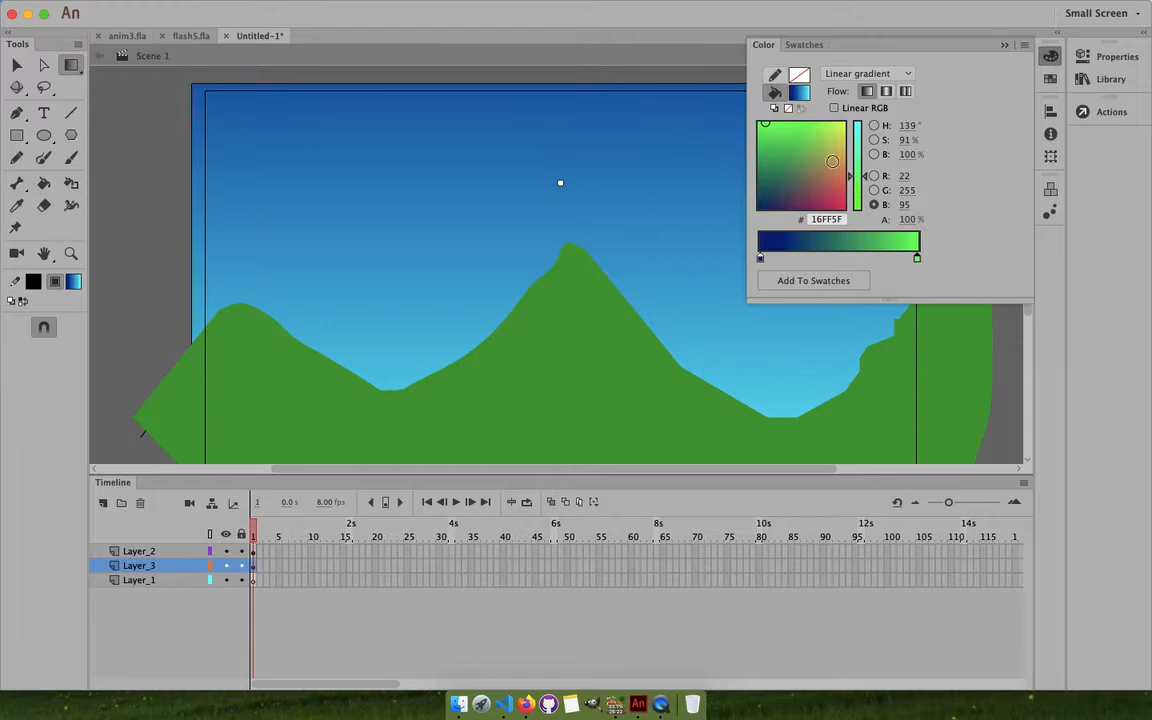 An
Small Screen
Tools
× anim3.fla
× flash5.fla
× Untitled-1*
Scene 1
Color
Swatches
Linear gradient
Flow:
Linear RGB
H: 139 °
S: 91 %
B: 100 %
R: 22
G: 255
B: 95
# 16FF5F
A: 100 %
Add To Swatches
Properties
Library
Actions
T
Timeline
1
0.0 s
8.00 fps
2s
4s
6s
8s
10s
12s
14s
1
5
10
15
20
25
30
35
40
45
50
55
60
65
70
75
80
85
90
95
100
105
110
115
1
Layer_2
Layer_3
Layer_1
An